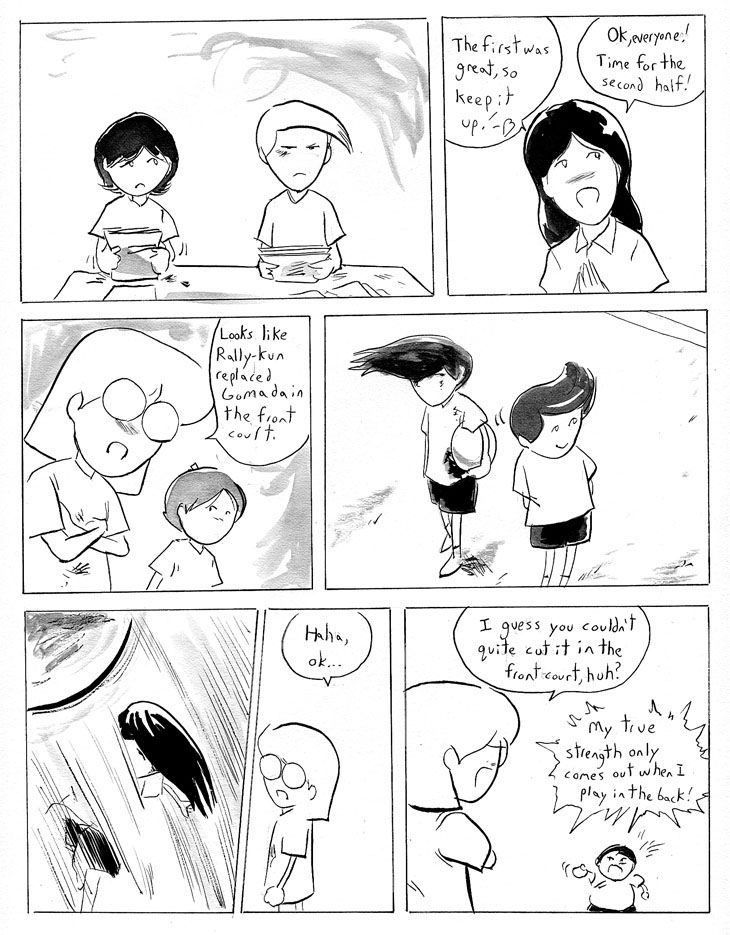 Ok, everyone!
Time for the
second half!
The first was
great, so
keep it
up!
Looks like
Rally-kun
replaced
Gomada in
the front
court.
I guess you couldn't
quite cut it in the
front court, huh?
My true
strength only
comes out when I
play in the back!
Haha,
ok...